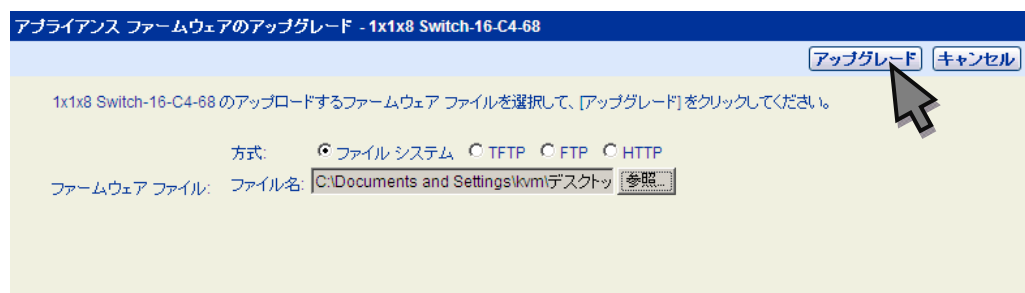 アプライアンス ファームウェアのアップグレード - 1x1x8 Switch-16-C4-68
アップグレード キャンセル
1x1x8 Switch-16-C4-68 のアップロードするファームウェア ファイルを選択して、[アップグレード] をクリックしてください。
方式: ファイル システム TFTP FTP HTTP
ファームウェア ファイル: ファイル名: C:\Documents and Settings\kvm\デスクトッ 参照...